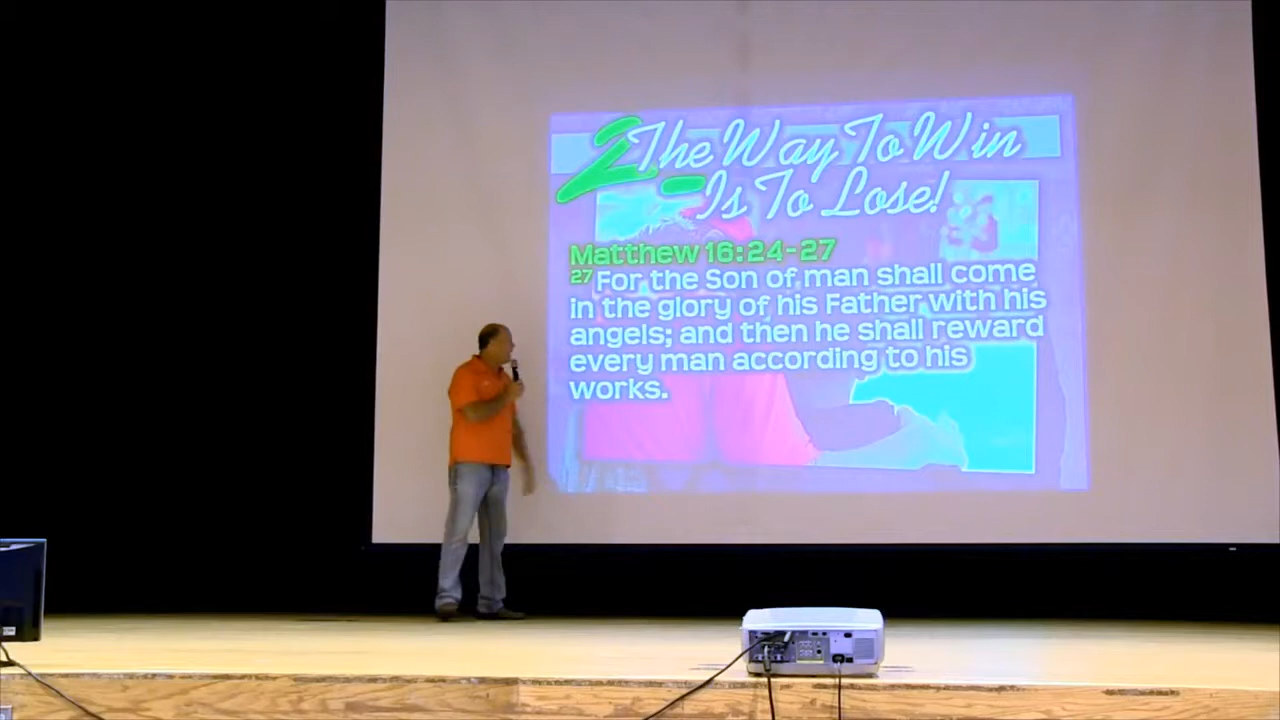 2-The Way To Win
Is To Lose!
Matthew 16:24-27
27 For the Son of man shall come
in the glory of his Father with his
angels; and then he shall reward
every man according to his
works.